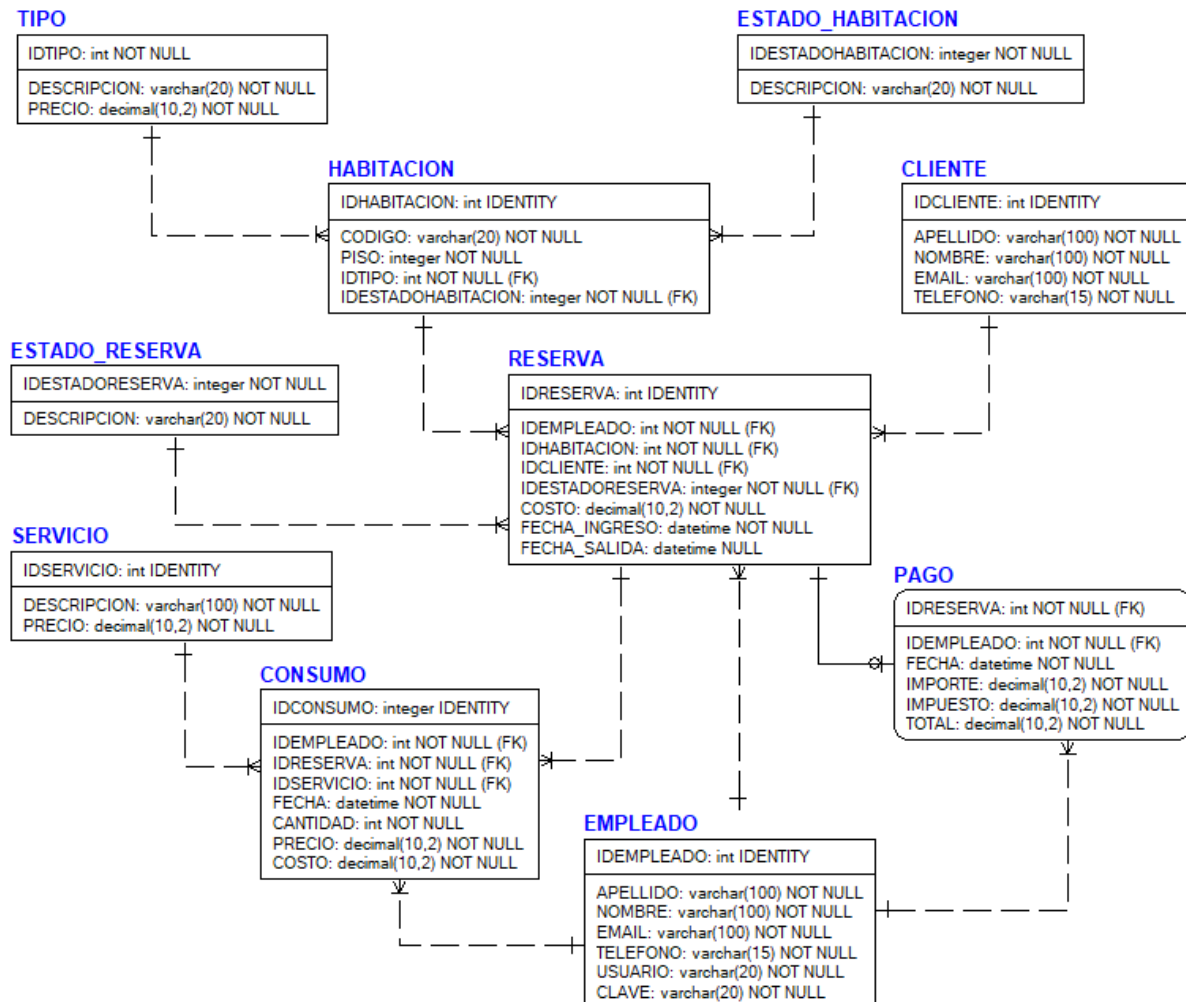 TIPO
IDTIPO: int NOT NULL
DESCRIPCION: varchar(20) NOT NULL
PRECIO: decimal(10,2) NOT NULL
ESTADO_HABITACION
IDESTADOHABITACION: integer NOT NULL
DESCRIPCION: varchar(20) NOT NULL
HABITACION
IDHABITACION: int IDENTITY
CODIGO: varchar(20) NOT NULL
PISO: integer NOT NULL
IDTIPO: int NOT NULL (FK)
IDESTADOHABITACION: integer NOT NULL (FK)
CLIENTE
IDCLIENTE: int IDENTITY
APELLIDO: varchar(100) NOT NULL
NOMBRE: varchar(100) NOT NULL
EMAIL: varchar(100) NOT NULL
TELEFONO: varchar(15) NOT NULL
ESTADO_RESERVA
IDESTADORESERVA: integer NOT NULL
DESCRIPCION: varchar(20) NOT NULL
RESERVA
IDRESERVA: int IDENTITY
IDEMPLEADO: int NOT NULL (FK)
IDHABITACION: int NOT NULL (FK)
IDCLIENTE: int NOT NULL (FK)
IDESTADORESERVA: integer NOT NULL (FK)
COSTO: decimal(10,2) NOT NULL
FECHA_INGRESO: datetime NOT NULL
FECHA_SALIDA: datetime NULL
SERVICIO
IDSERVICIO: int IDENTITY
DESCRIPCION: varchar(100) NOT NULL
PRECIO: decimal(10,2) NOT NULL
PAGO
IDRESERVA: int NOT NULL (FK)
IDEMPLEADO: int NOT NULL (FK)
FECHA: datetime NOT NULL
IMPORTE: decimal(10,2) NOT NULL
IMPUESTO: decimal(10,2) NOT NULL
TOTAL: decimal(10,2) NOT NULL
CONSUMO
IDCONSUMO: integer IDENTITY
IDEMPLEADO: int NOT NULL (FK)
IDRESERVA: int NOT NULL (FK)
IDSERVICIO: int NOT NULL (FK)
FECHA: datetime NOT NULL
CANTIDAD: int NOT NULL
PRECIO: decimal(10,2) NOT NULL
COSTO: decimal(10,2) NOT NULL
EMPLEADO
IDEMPLEADO: int IDENTITY
APELLIDO: varchar(100) NOT NULL
NOMBRE: varchar(100) NOT NULL
EMAIL: varchar(100) NOT NULL
TELEFONO: varchar(15) NOT NULL
USUARIO: varchar(20) NOT NULL
CLAVE: varchar(20) NOT NULL